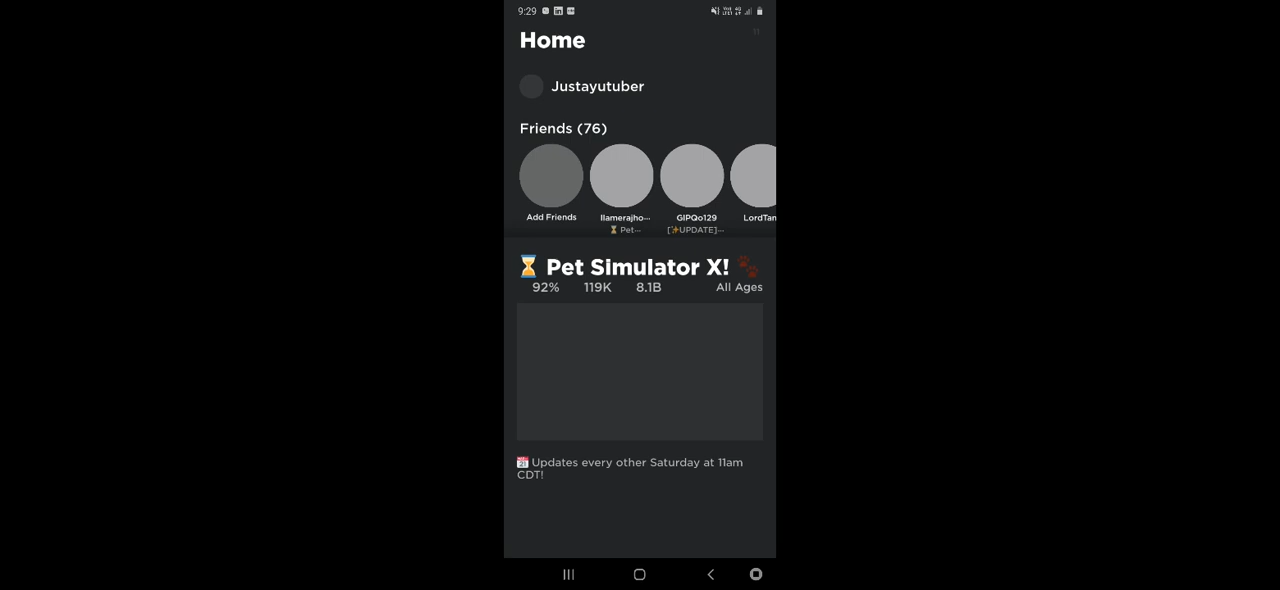 9:29
Home
Justayutuber
Friends (76)
Add Friends
llamerajho...
GIPQo129
LordTan
⏳ Pet...
[✨UPDATE]...
⏳ Pet Simulator X! 🐾
92% 119K 8.1B All Ages
📅 Updates every other Saturday at 11am
CDT!